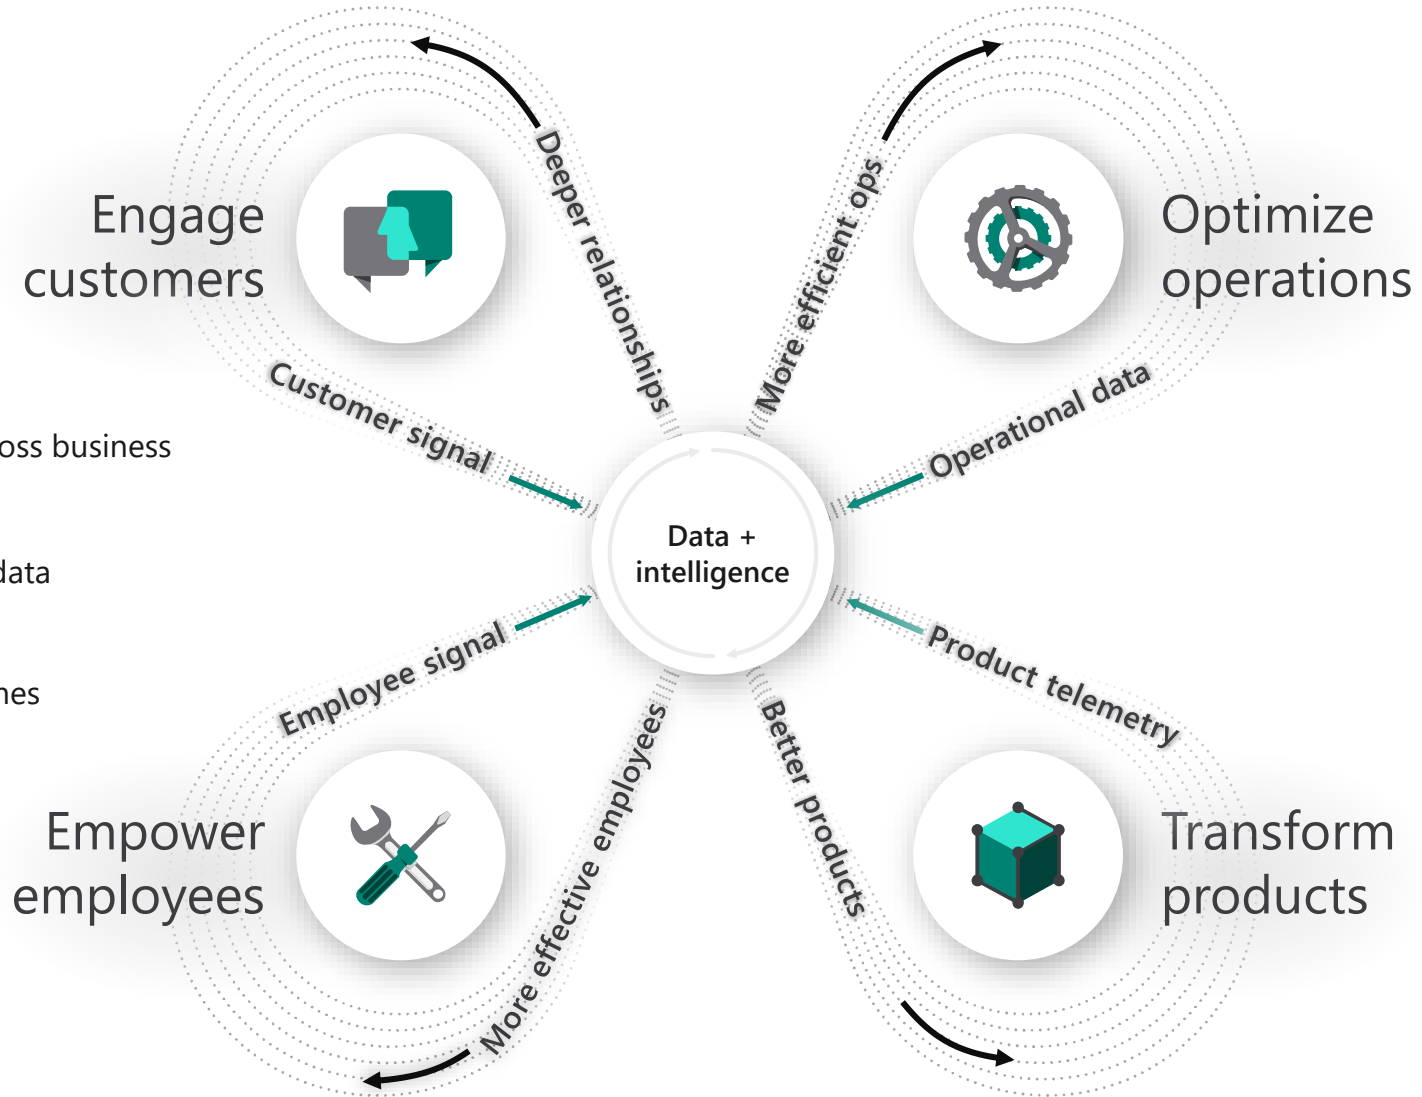 Engage
customers
Deeper relationships
Customer signal
More efficient ops
Optimize
operations
Operational data
oss business
data
nes
Data +
intelligence
Employee signal
Empower
employees
More effective employees
Product telemetry
Better products
Transform
products